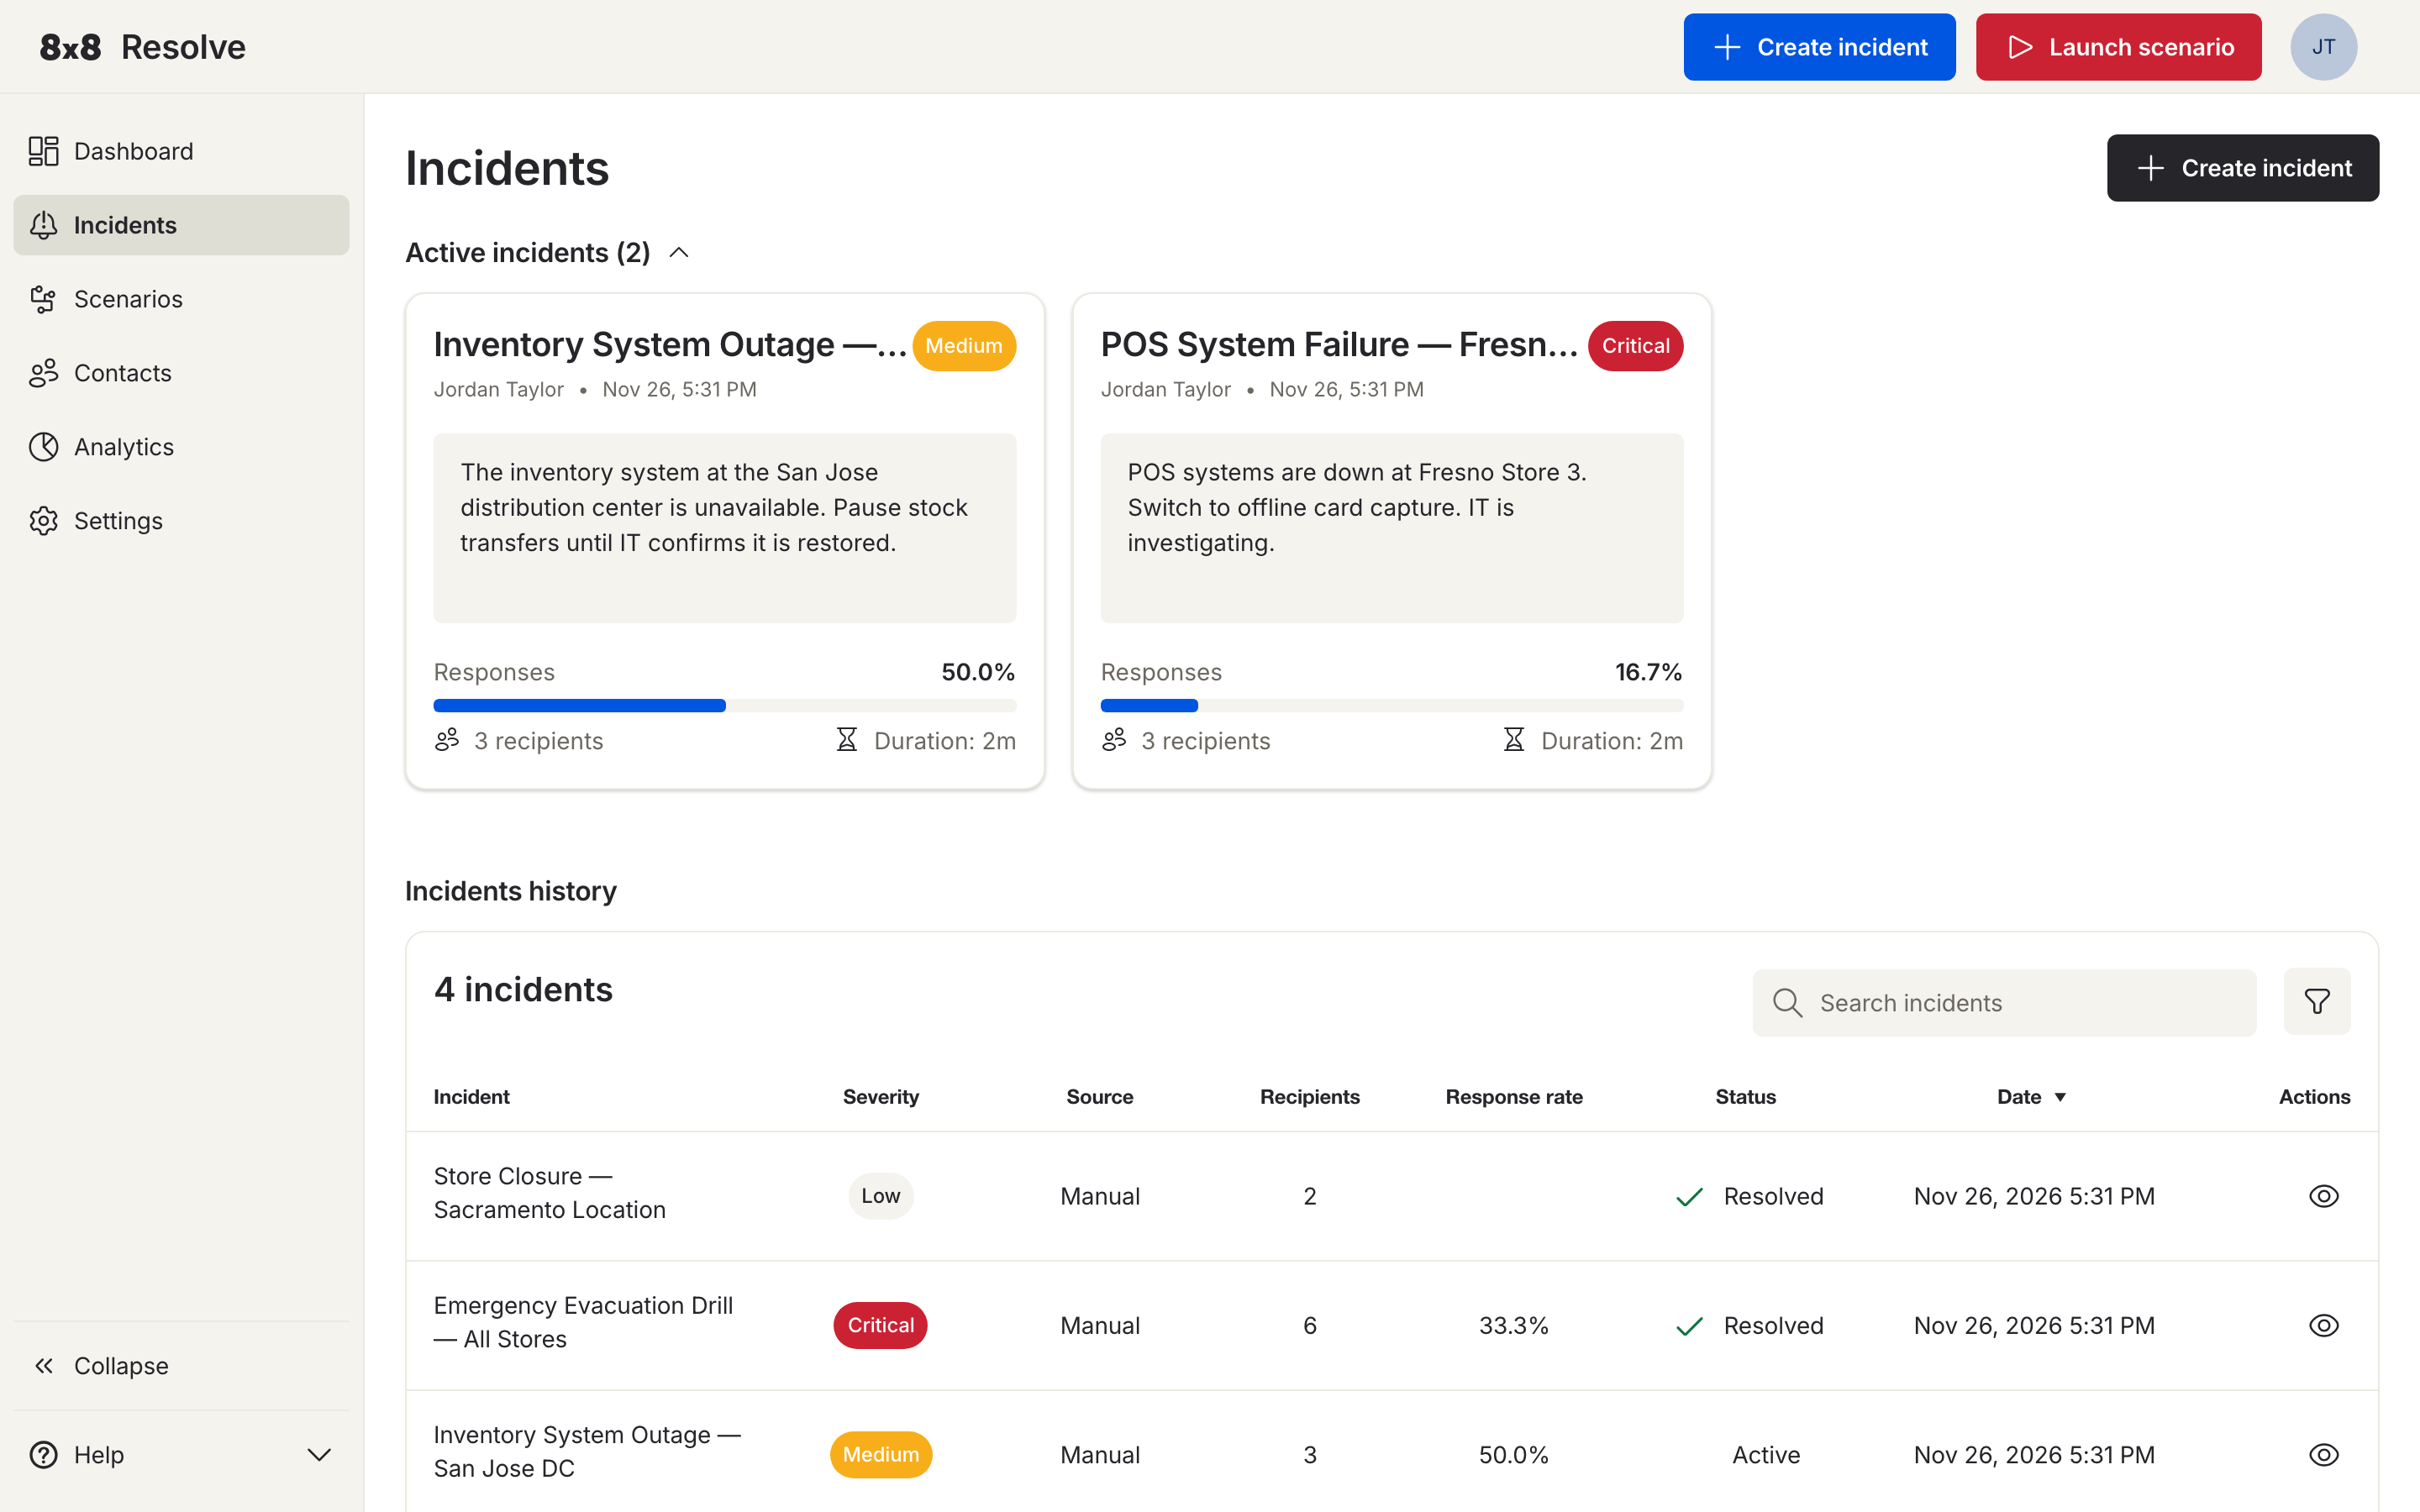 8x8 Resolve
Create incident
Launch scenario
JT
Dashboard
Incidents
Scenarios
Contacts
Analytics
Settings
Collapse
Help
Incidents
Create incident
Active incidents (2)
Inventory System Outage —...
Medium
Jordan Taylor • Nov 26, 5:31 PM
The inventory system at the San Jose
distribution center is unavailable. Pause stock
transfers until IT confirms it is restored.
Responses 50.0%
3 recipients Duration: 2m
POS System Failure — Fresn...
Critical
Jordan Taylor • Nov 26, 5:31 PM
POS systems are down at Fresno Store 3.
Switch to offline card capture. IT is
investigating.
Responses 16.7%
3 recipients Duration: 2m
Incidents history
4 incidents
Search incidents
Incident Severity Source Recipients Response rate Status Date Actions
Store Closure —
Sacramento Location
Low Manual 2 Resolved Nov 26, 2026 5:31 PM
Emergency Evacuation Drill
— All Stores
Critical Manual 6 33.3% Resolved Nov 26, 2026 5:31 PM
Inventory System Outage —
San Jose DC
Medium Manual 3 50.0% Active Nov 26, 2026 5:31 PM